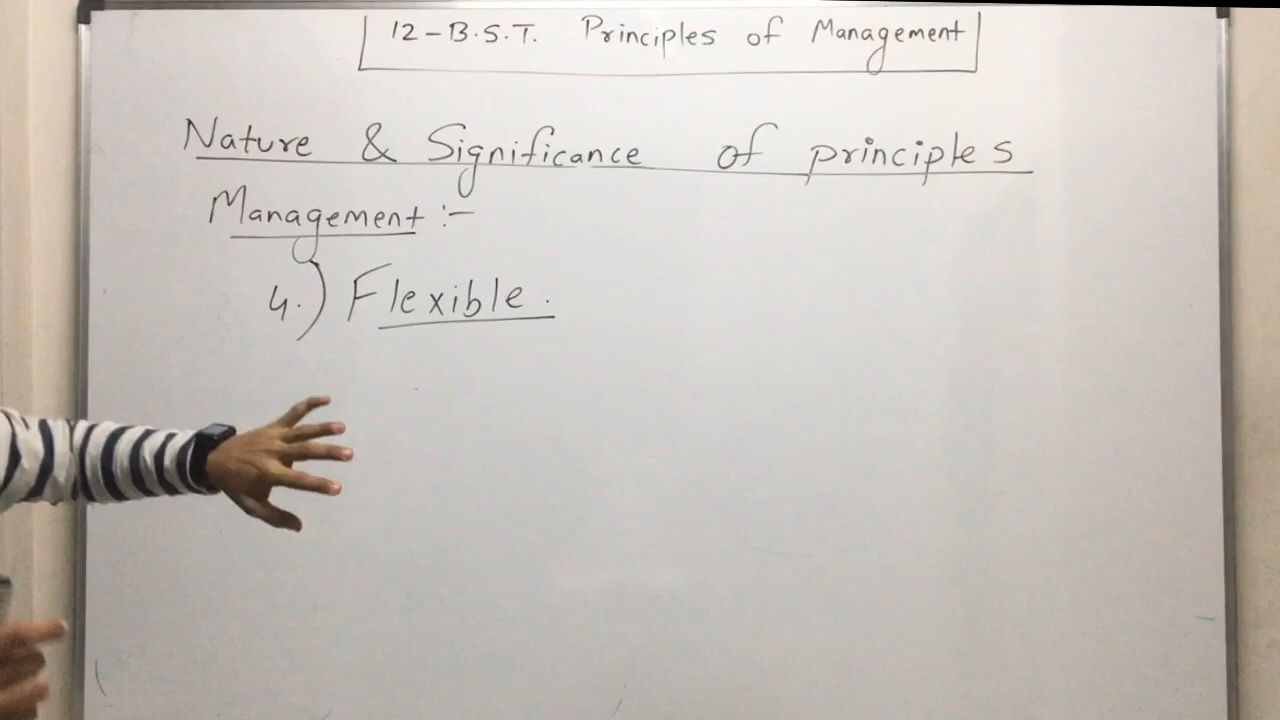 12-B.S.T. Principles of Management
Nature & Significance of principles
Management :-
4.) Flexible.